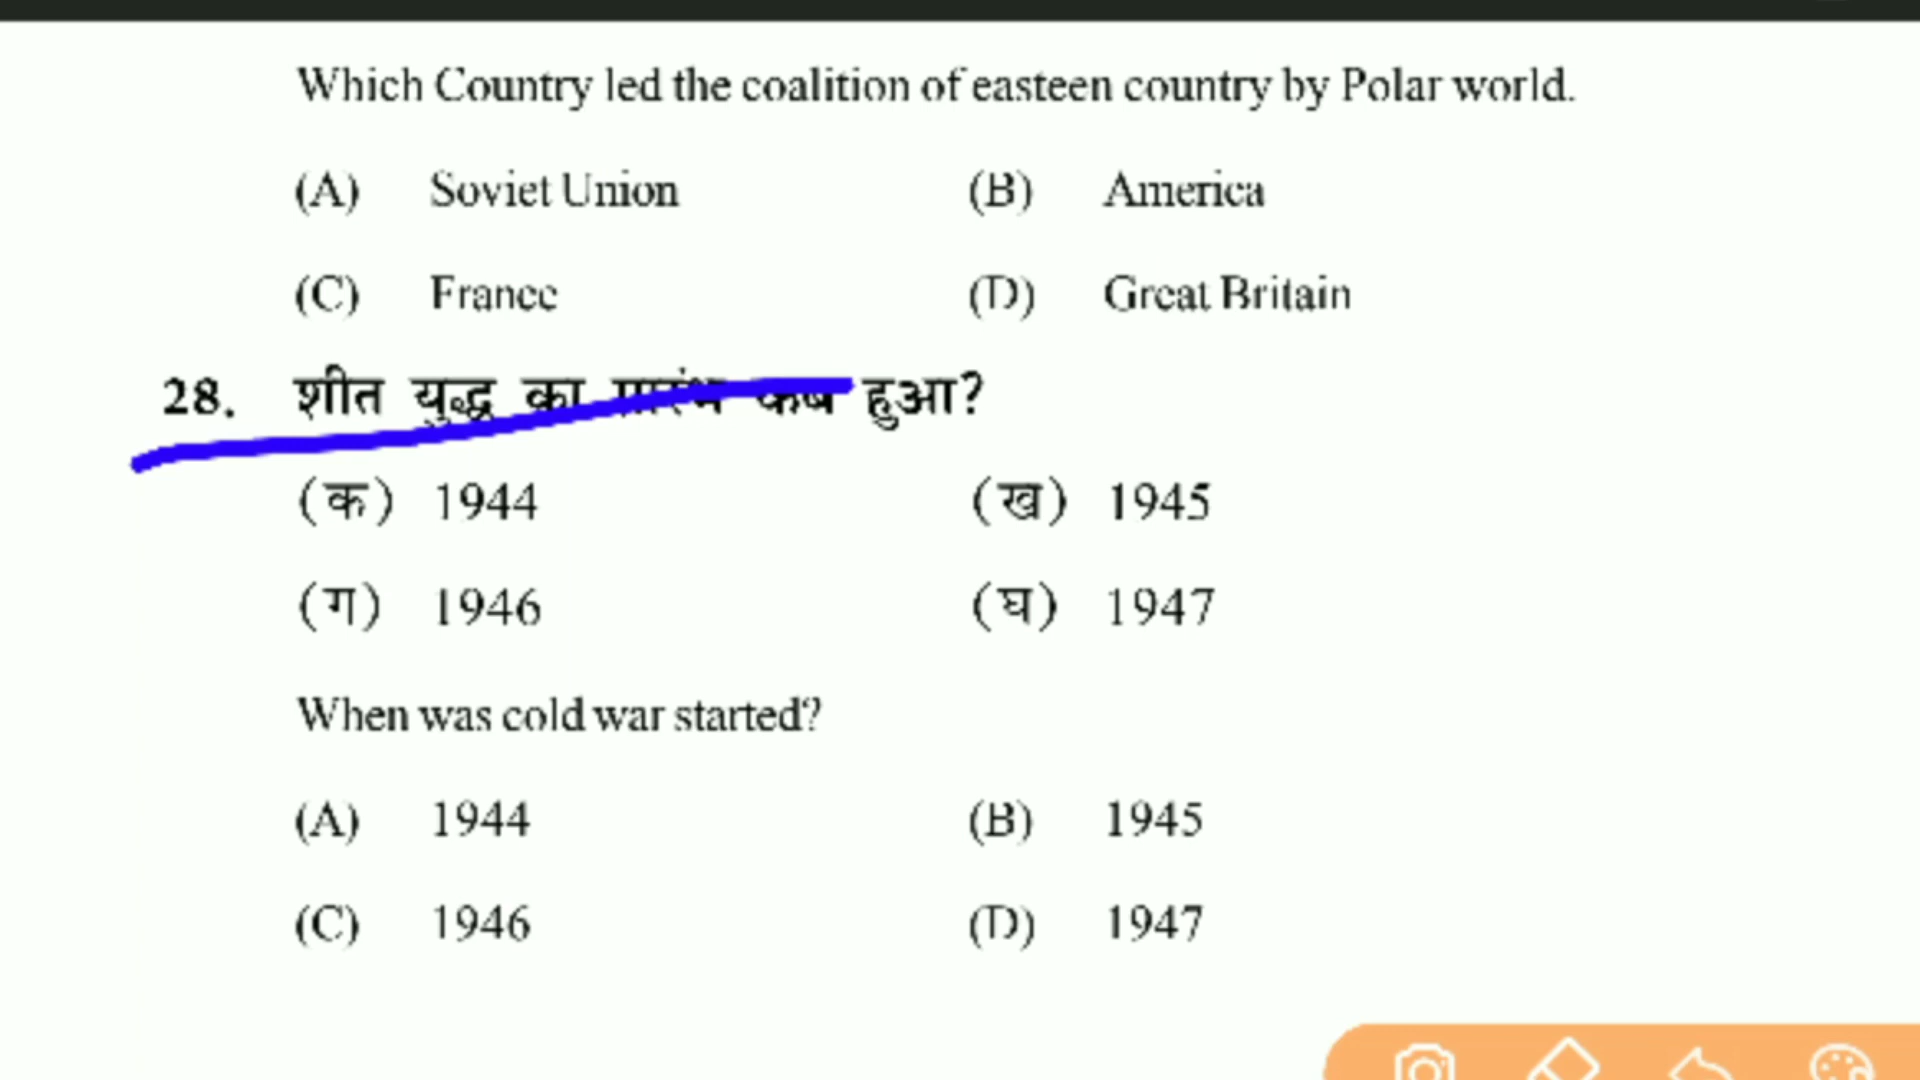 Which Country led the coalition of easteen country by Polar world.
(A) Soviet Union (B) America
(C) France (D) Great Britain
28. शीत युद्ध का प्रारंभ कब हुआ?
(क) 1944 (ख) 1945
(ग) 1946 (घ) 1947
When was cold war started?
(A) 1944 (B) 1945
(C) 1946 (D) 1947